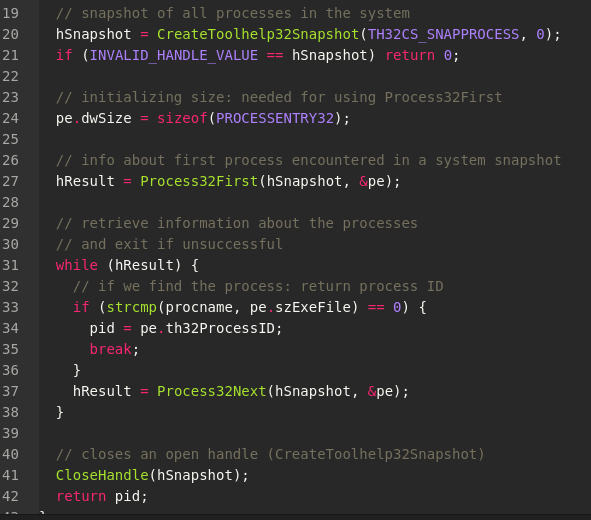 19 // snapshot of all processes in the system
20 hSnapshot = CreateToolhelp32Snapshot(TH32CS_SNAPPROCESS, 0);
21 if (INVALID_HANDLE_VALUE == hSnapshot) return 0;
22
23 // initializing size: needed for using Process32First
24 pe.dwSize = sizeof(PROCESSENTRY32);
25
26 // info about first process encountered in a system snapshot
27 hResult = Process32First(hSnapshot, &pe);
28
29 // retrieve information about the processes
30 // and exit if unsuccessful
31 while (hResult) {
32   // if we find the process: return process ID
33   if (strcmp(procname, pe.szExeFile) == 0) {
34     pid = pe.th32ProcessID;
35     break;
36   }
37   hResult = Process32Next(hSnapshot, &pe);
38 }
39
40 // closes an open handle (CreateToolhelp32Snapshot)
41 CloseHandle(hSnapshot);
42 return pid;